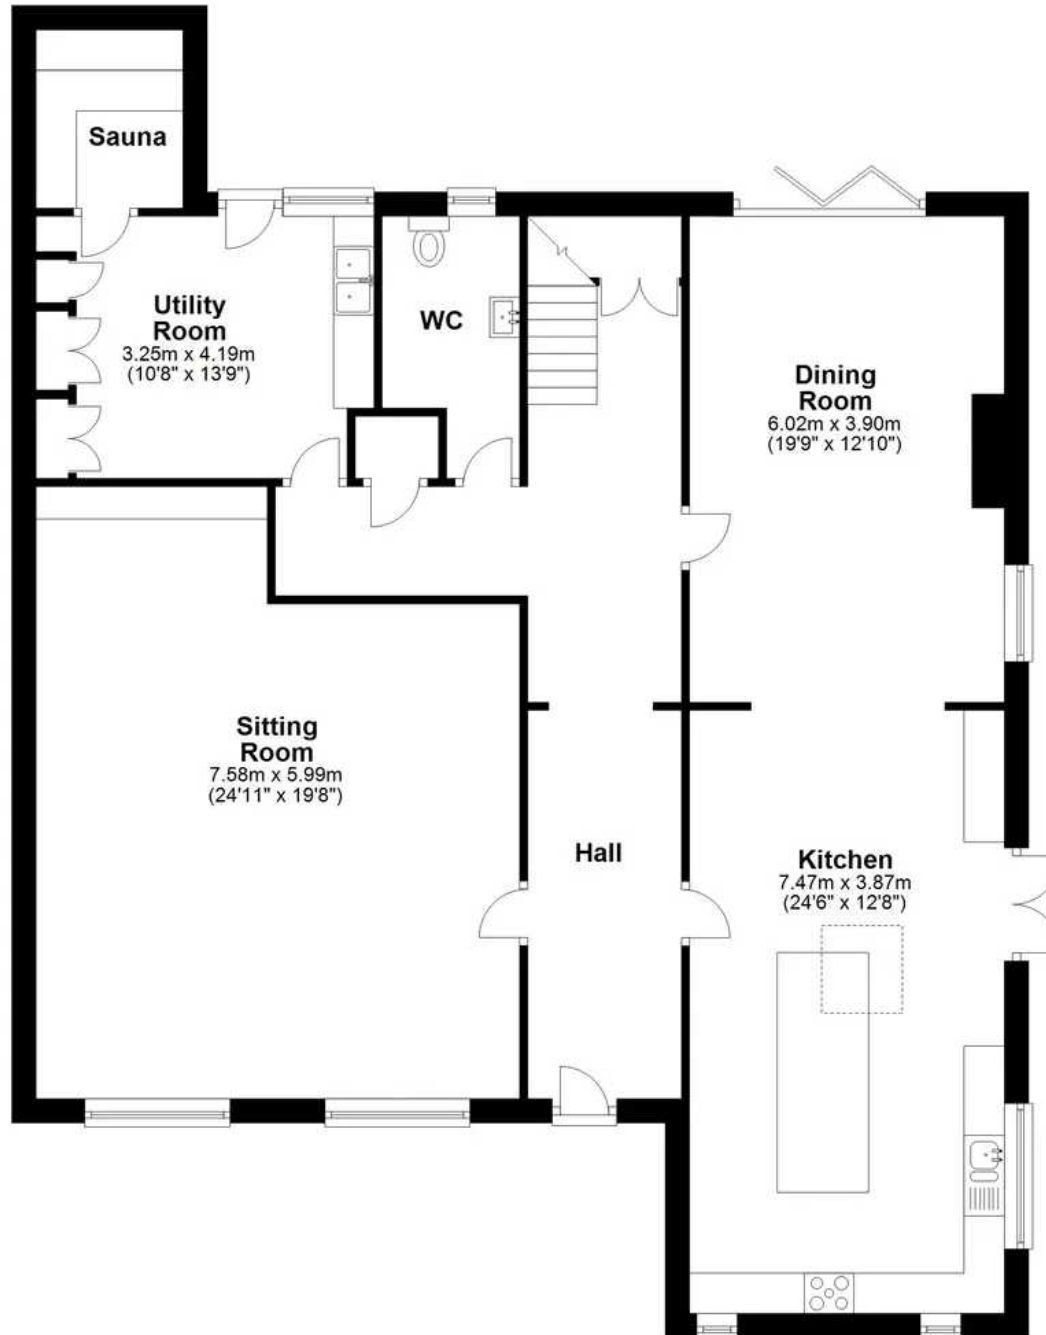 Sauna
Utility
Room
3.25m x 4.19m
(10'8" x 13'9")
WC
Dining
Room
6.02m x 3.90m
(19'9" x 12'10")
Sitting
Room
7.58m x 5.99m
(24'11" x 19'8")
Hall
Kitchen
7.47m x 3.87m
(24'6" x 12'8")